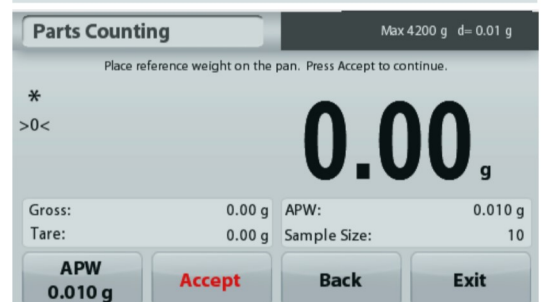 Parts Counting
Max 4200 g d= 0.01 g
Place reference weight on the pan. Press Accept to continue.
*
>0<
0.00 g
Gross: 0.00 g APW: 0.010 g
Tare: 0.00 g Sample Size: 10
APW
0.010 g
Accept
Back
Exit